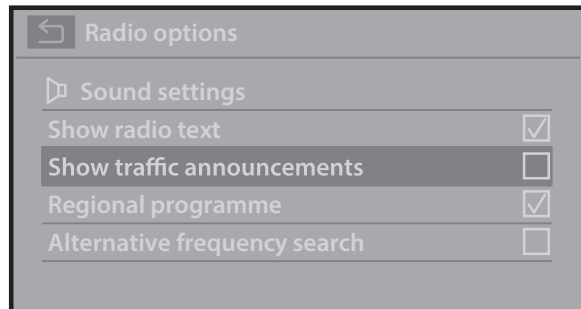 Radio options
Sound settings
Show radio text
Show traffic announcements
Regional programme
Alternative frequency search